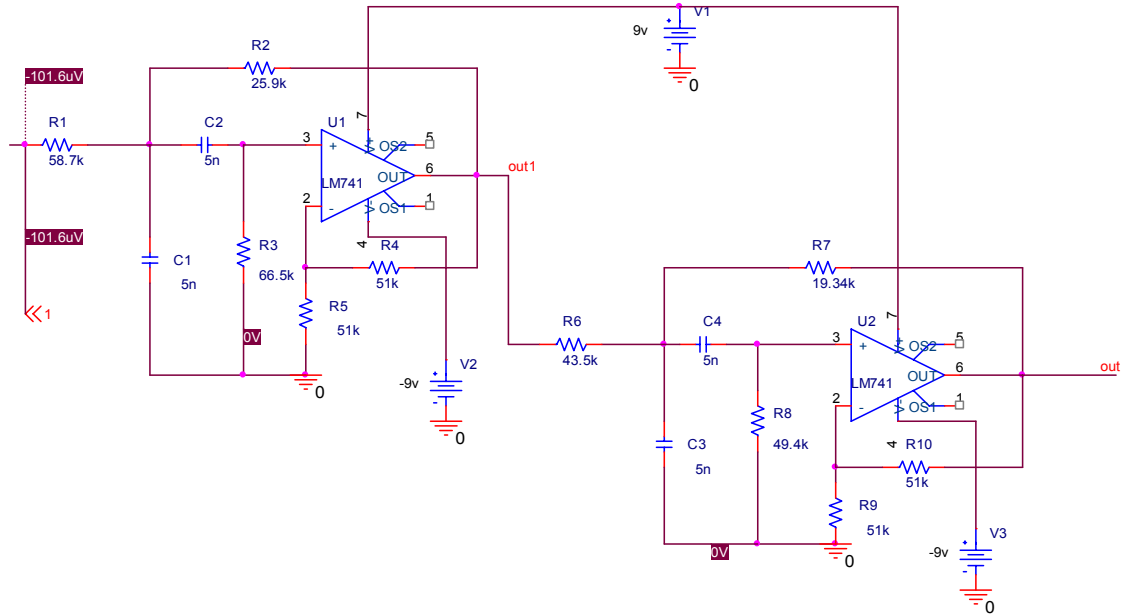 V1
9v
0
R2
25.9k
-101.6uV
R1
58.7k
C2
5n
U1
7
3
+
V+
OS2
5
OUT
6
LM741
2
-
V-
OS1
1
4
out1
R4
51k
-101.6uV
C1
5n
R3
66.5k
R5
51k
1
0V
0
V2
-9v
0
R7
19.34k
R6
43.5k
C4
5n
U2
7
3
+
V+
OS2
5
OUT
6
LM741
2
-
V-
OS1
1
4
out
R8
49.4k
C3
5n
R10
51k
R9
51k
0V
0
V3
-9v
0